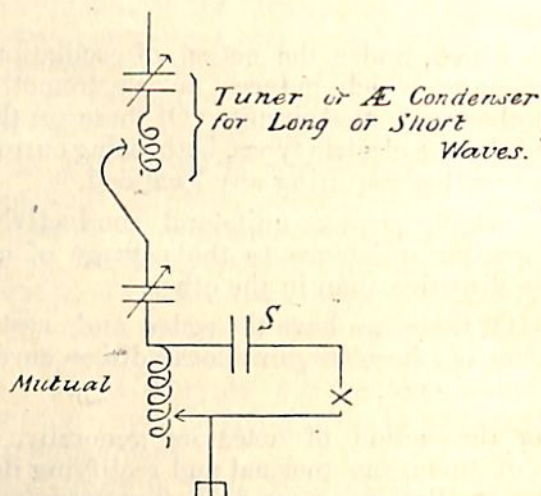 Tuner or Æ Condenser
for Long or Short
Waves.
S
Mutual